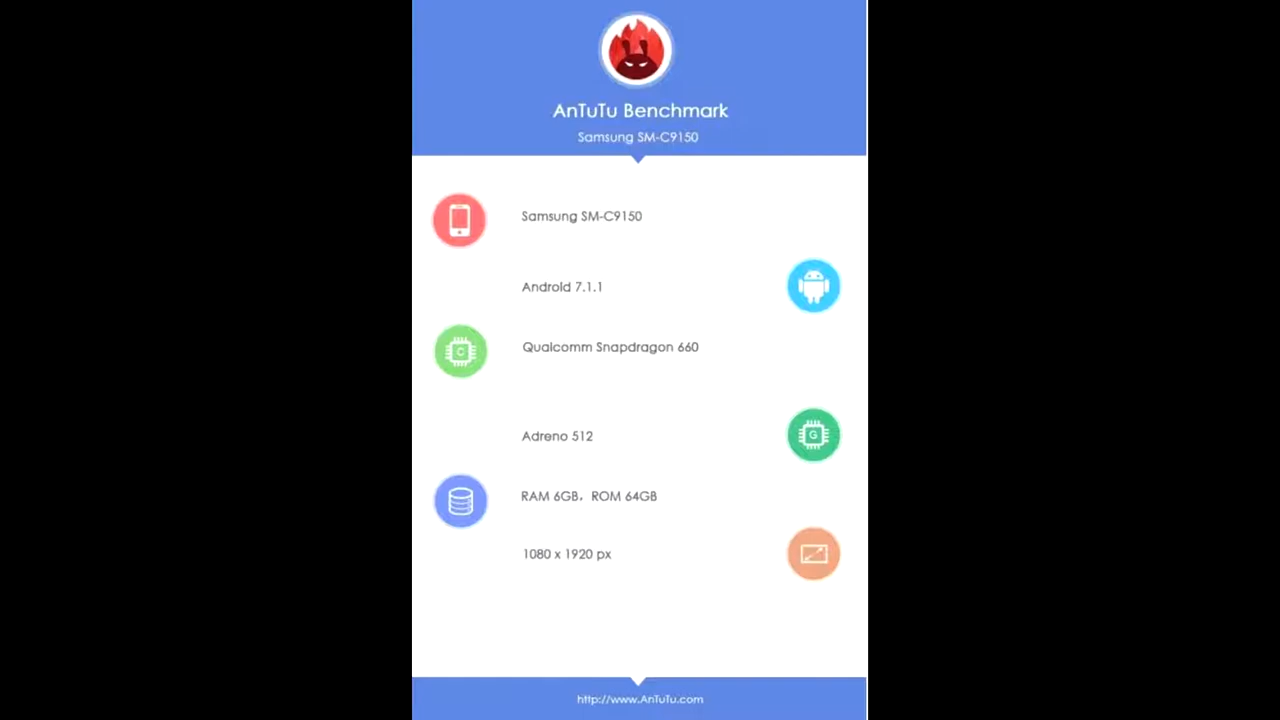 AnTuTu Benchmark
Samsung SM-C9150
Samsung SM-C9150
Android 7.1.1
C
Qualcomm Snapdragon 660
Adreno 512
G
RAM 6GB，ROM 64GB
1080 x 1920 px
http://www.AnTuTu.com